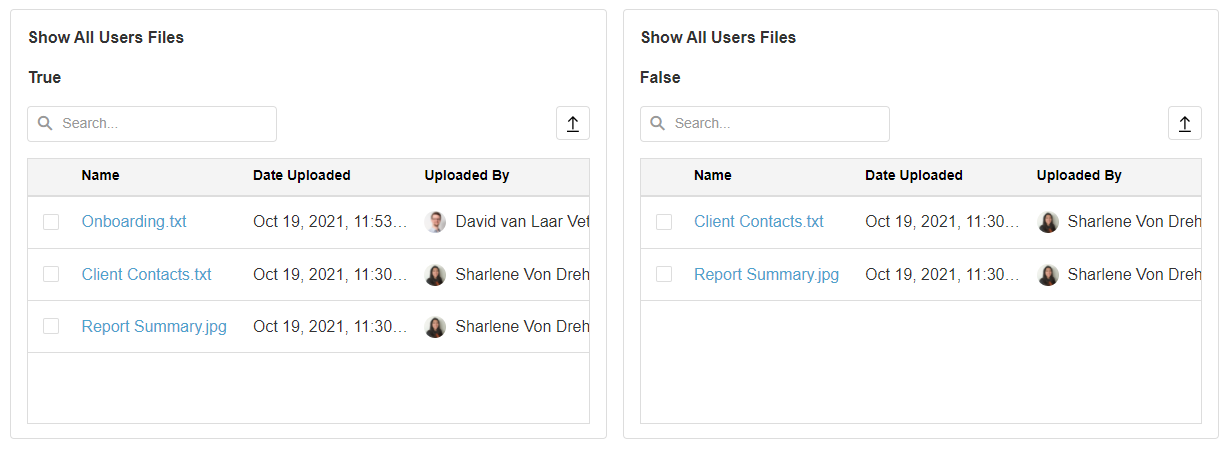 Show All Users Files
True
Search...
Name Date Uploaded Uploaded By
Onboarding.txt Oct 19, 2021, 11:53... David van Laar Vet
Client Contacts.txt Oct 19, 2021, 11:30... Sharlene Von Dreh
Report Summary.jpg Oct 19, 2021, 11:30... Sharlene Von Dreh
Show All Users Files
False
Search...
Name Date Uploaded Uploaded By
Client Contacts.txt Oct 19, 2021, 11:30... Sharlene Von Dreh
Report Summary.jpg Oct 19, 2021, 11:30... Sharlene Von Dreh